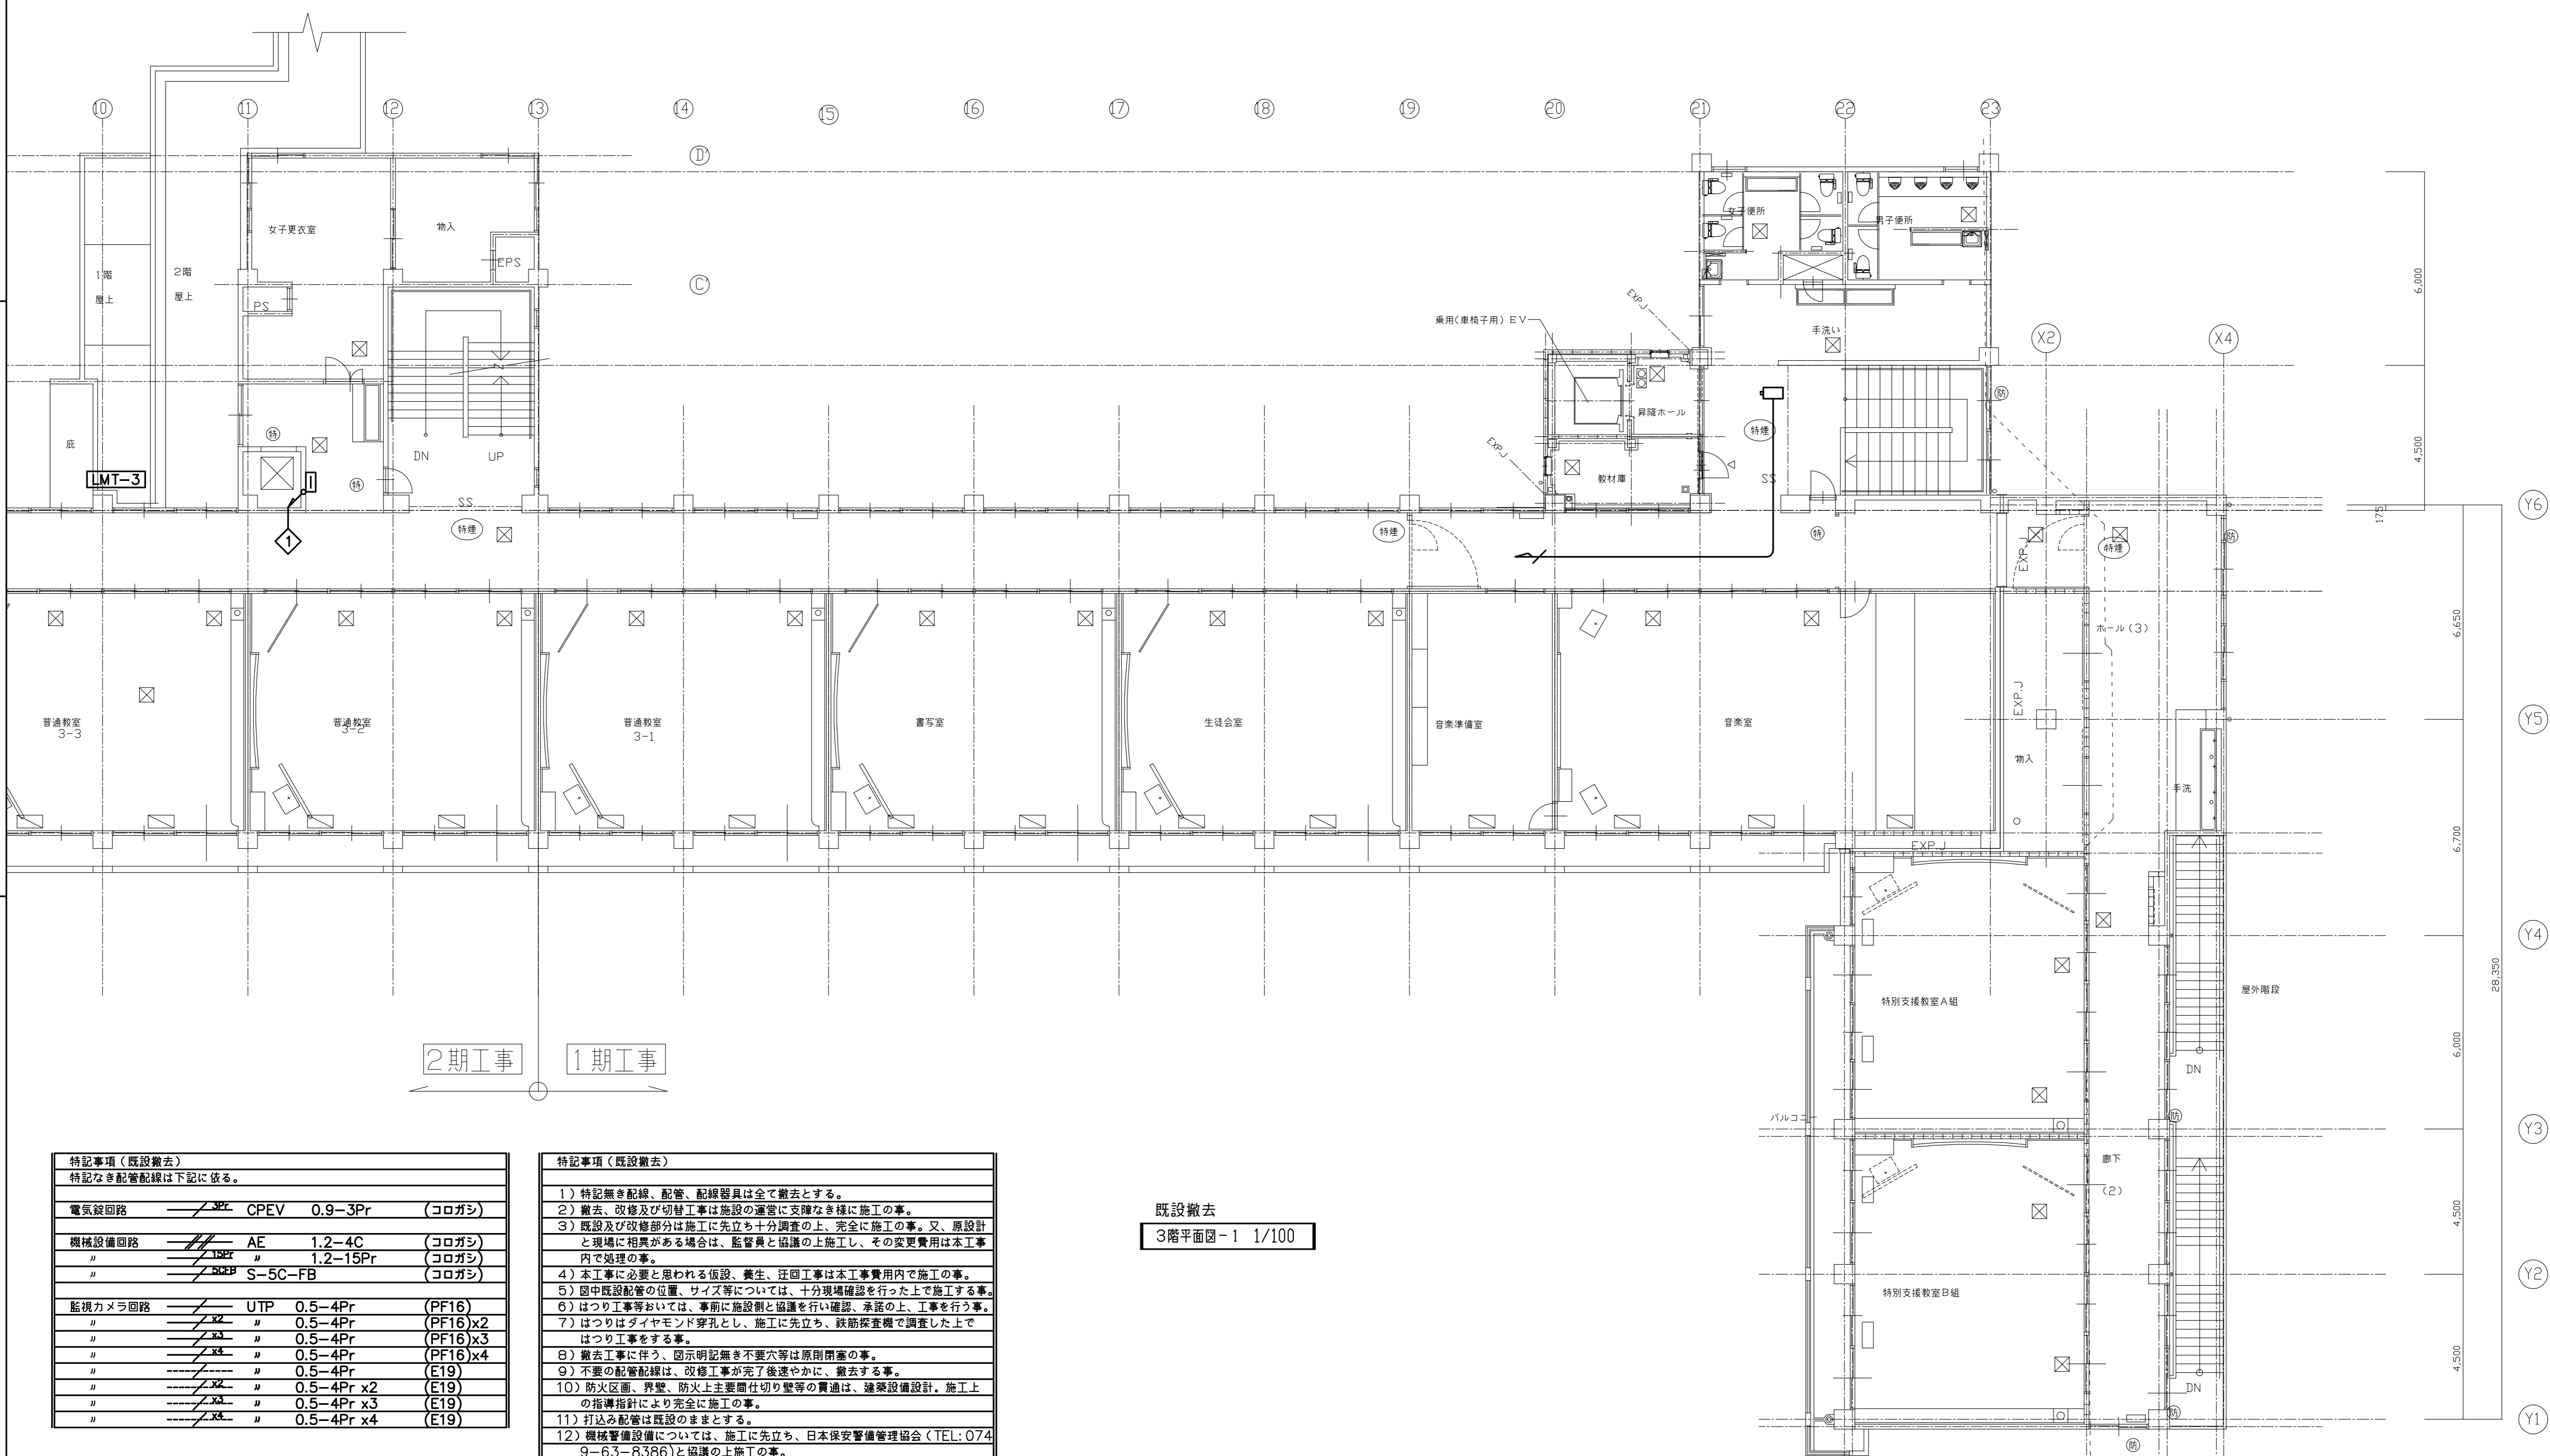 10 11 12 13 14 15 16 17 18 19 20 21 22 23
D'
C'
X2
X4
女子更衣室
物入
EPS
PS
1階
屋上
2階
屋上
庇
LMT-3
特
特
1
DN
UP
SS
特煙
女子便所
男子便所
手洗い
EXP.J
乗用(車椅子用) EV
昇降ホール
教材庫
EXP.J
特煙
SS
防
特煙
特
EXP.J
特煙
防
6,000
4,500
175
Y6
ホール(3)
6,650
普通教室
3-3
普通教室
3-2
普通教室
3-1
書写室
生徒会室
音楽準備室
音楽室
EXP.J
物入
手洗
Y5
6,700
EXP.J
Y4
特別支援教室A組
屋外階段
28,350
6,000
DN
バルコニー
防
Y3
廊下
(2)
4,500
Y2
特別支援教室B組
4,500
DN
防
Y1
防
2期工事
1期工事
特記事項(既設撤去)
特記なき配管配線は下記に依る。
電気錠回路 3Pr CPEV 0.9-3Pr (コロガシ)
機械設備回路 AE 1.2-4C (コロガシ)
〃 15Pr 〃 1.2-15Pr (コロガシ)
〃 5CFB S-5C-FB (コロガシ)
監視カメラ回路 UTP 0.5-4Pr (PF16)
〃 x2 〃 0.5-4Pr (PF16)x2
〃 x3 〃 0.5-4Pr (PF16)x3
〃 x4 〃 0.5-4Pr (PF16)x4
〃 〃 0.5-4Pr (E19)
〃 x2 〃 0.5-4Pr x2 (E19)
〃 x3 〃 0.5-4Pr x3 (E19)
〃 x4 〃 0.5-4Pr x4 (E19)
特記事項(既設撤去)
1)特記無き配線、配管、配線器具は全て撤去とする。
2)撤去、改修及び切替工事は施設の運営に支障なき様に施工の事。
3)既設及び改修部分は施工に先立ち十分調査の上、完全に施工の事。又、原設計
と現場に相異がある場合は、監督員と協議の上施工し、その変更費用は本工事
内で処理の事。
4)本工事に必要と思われる仮設、養生、迂回工事は本工事費用内で施工の事。
5)図中既設配管の位置、サイズ等については、十分現場確認を行った上で施工する事。
6)はつり工事等おいては、事前に施設側と協議を行い確認、承諾の上、工事を行う事。
7)はつりはダイヤモンド穿孔とし、施工に先立ち、鉄筋探査機で調査した上で
はつり工事をする事。
8)撤去工事に伴う、図示明記無き不要穴等は原則閉塞の事。
9)不要の配管配線は、改修工事が完了後速やかに、撤去する事。
10)防火区画、界壁、防火上主要間仕切り壁等の貫通は、建築設備設計.施工上
の指導指針により完全に施工の事。
11)打込み配管は既設のままとする。
12)機械警備設備については、施工に先立ち、日本保安警備管理協会(TEL:074
9-63-8386)と協議の上施工の事。
既設撤去
3階平面図-1 1/100